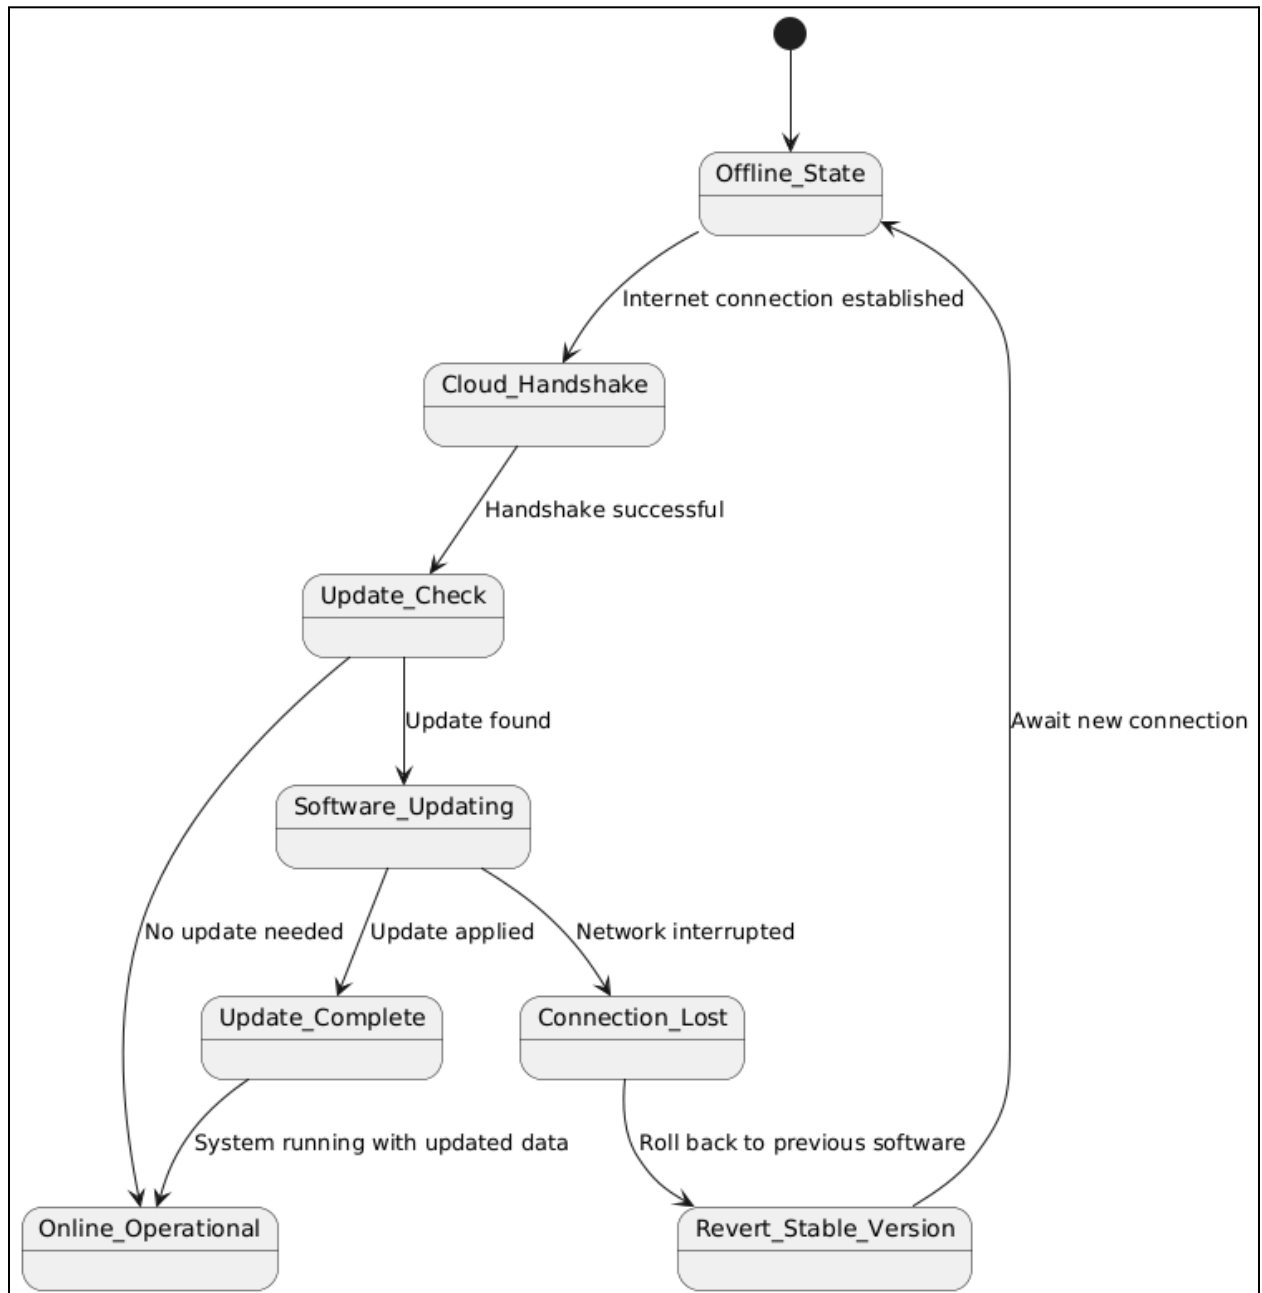 Offline_State
Internet connection established
Cloud_Handshake
Handshake successful
Update_Check
Update found
Await new connection
Software_Updating
No update needed
Update applied
Network interrupted
Update_Complete
Connection_Lost
System running with updated data
Roll back to previous software
Online_Operational
Revert_Stable_Version